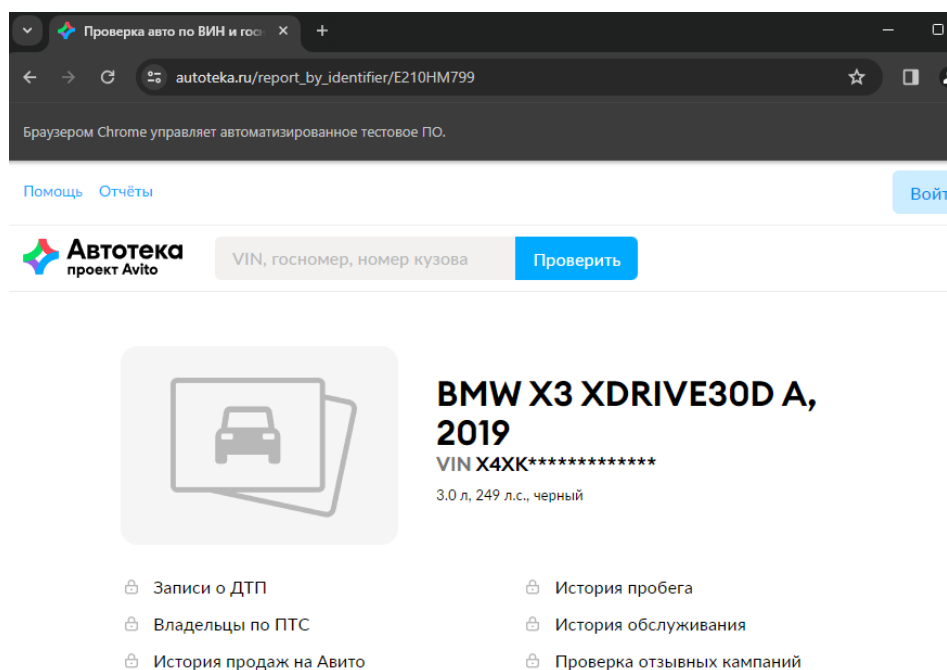 Проверка авто по ВИН и госн
autoteka.ru/report_by_identifier/E210HM799
Браузером Chrome управляет автоматизированное тестовое ПО.
Помощь Отчёты
Войт
Автотека
проект Avito
VIN, госномер, номер кузова
Проверить
BMW X3 XDRIVE30D A,
2019
VIN X4XK*************
3.0 л, 249 л.с., черный
Записи о ДТП
История пробега
Владельцы по ПТС
История обслуживания
История продаж на Авито
Проверка отзывных кампаний